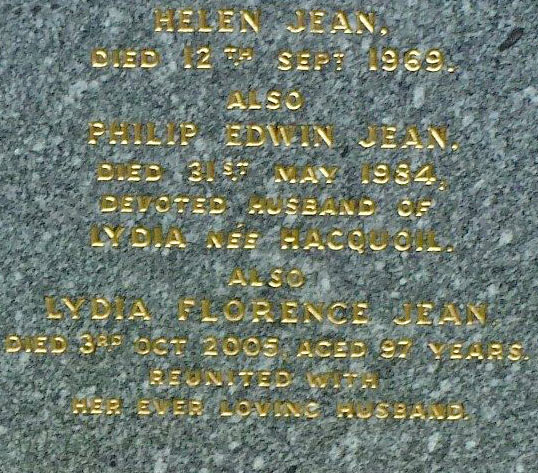 HELEN JEAN,
DIED 12TH SEPT 1969.
ALSO
PHILIP EDWIN JEAN,
DIED 31ST MAY 1984,
DEVOTED HUSBAND OF
LYDIA NÉE HACQUOIL.
ALSO
LYDIA FLORENCE JEAN
DIED 3RD OCT 2005, AGED 97 YEARS.
REUNITED WITH
HER EVER LOVING HUSBAND.